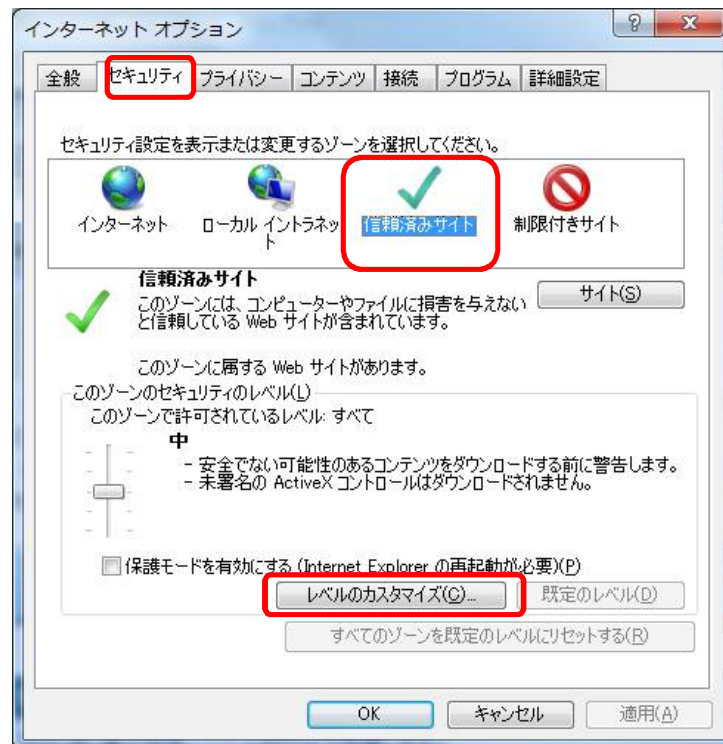 インターネット オプション
全般 セキュリティ プライバシー コンテンツ 接続 プログラム 詳細設定
セキュリティ設定を表示または変更するゾーンを選択してください。
インターネット ローカル イントラネット 信頼済みサイト 制限付きサイト
信頼済みサイト
このゾーンには、コンピューターやファイルに損害を与えない
と信頼している Web サイトが含まれています。
サイト(S)
このゾーンに属する Web サイトがあります。
このゾーンのセキュリティのレベル(L)
このゾーンで許可されているレベル: すべて
中
- 安全でない可能性のあるコンテンツをダウンロードする前に警告します。
- 未署名の ActiveX コントロールはダウンロードされません。
保護モードを有効にする (Internet Explorer の再起動が必要)(P)
レベルのカスタマイズ(C)... 既定のレベル(D)
すべてのゾーンを既定のレベルにリセットする(R)
OK キャンセル 適用(A)